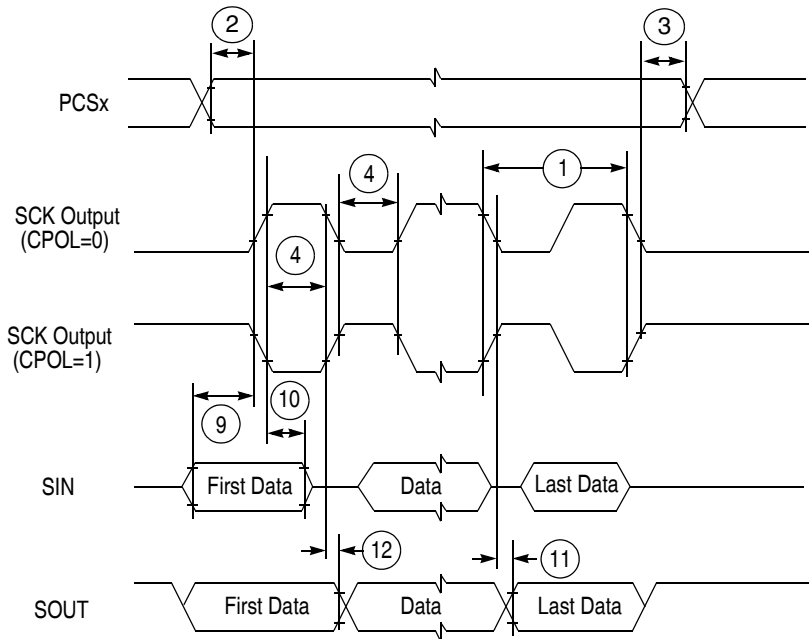 2
3
PCSx
4
1
SCK Output
(CPOL=0)
4
SCK Output
(CPOL=1)
10
9
SIN
First Data
Data
Last Data
12
11
SOUT
First Data
Data
Last Data